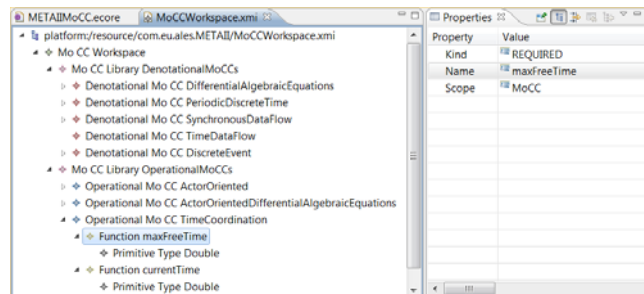 METAIIMoCC.ecore
MoCCWorkspace.xmi
platform:/resource/com.eu.ales.METAII/MoCCWorkspace.xmi
Mo CC Workspace
Mo CC Library DenotationalMoCCs
Denotational Mo CC DifferentialAlgebraicEquations
Denotational Mo CC PeriodicDiscreteTime
Denotational Mo CC SynchronousDataFlow
Denotational Mo CC TimeDataFlow
Denotational Mo CC DiscreteEvent
Mo CC Library OperationalMoCCs
Operational Mo CC ActorOriented
Operational Mo CC ActorOrientedDifferentialAlgebraicEquations
Operational Mo CC TimeCoordination
Function maxFreeTime
Primitive Type Double
Function currentTime
Primitive Type Double
Properties
Property Value
Kind REQUIRED
Name maxFreeTime
Scope MoCC